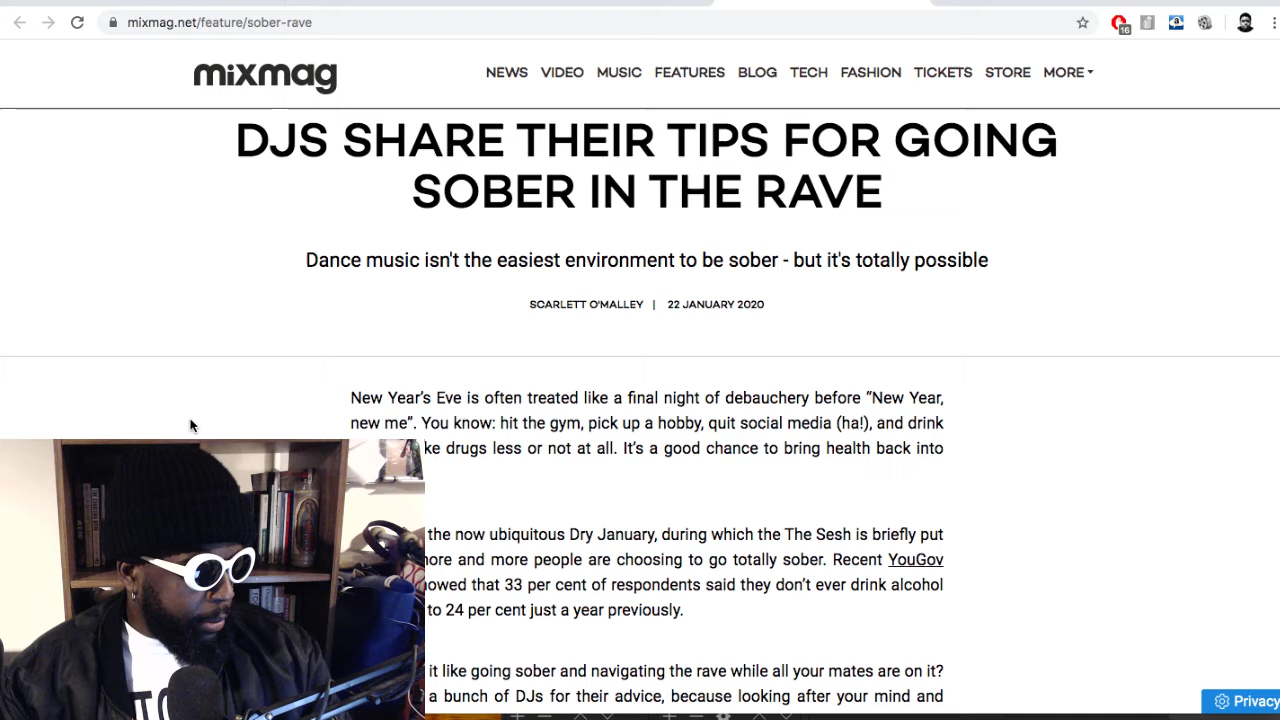 mixmag.net/feature/sober-rave
16
mixmag
NEWS VIDEO MUSIC FEATURES BLOG TECH FASHION TICKETS STORE MORE
DJS SHARE THEIR TIPS FOR GOING
SOBER IN THE RAVE
Dance music isn't the easiest environment to be sober - but it's totally possible
SCARLETT O'MALLEY | 22 JANUARY 2020
New Year's Eve is often treated like a final night of debauchery before "New Year,
new me". You know: hit the gym, pick up a hobby, quit social media (ha!), and drink
ke drugs less or not at all. It's a good chance to bring health back into
the now ubiquitous Dry January, during which the The Sesh is briefly put
ore and more people are choosing to go totally sober. Recent YouGov
owed that 33 per cent of respondents said they don't ever drink alcohol
to 24 per cent just a year previously.
it like going sober and navigating the rave while all your mates are on it?
a bunch of DJs for their advice, because looking after your mind and
Privacy